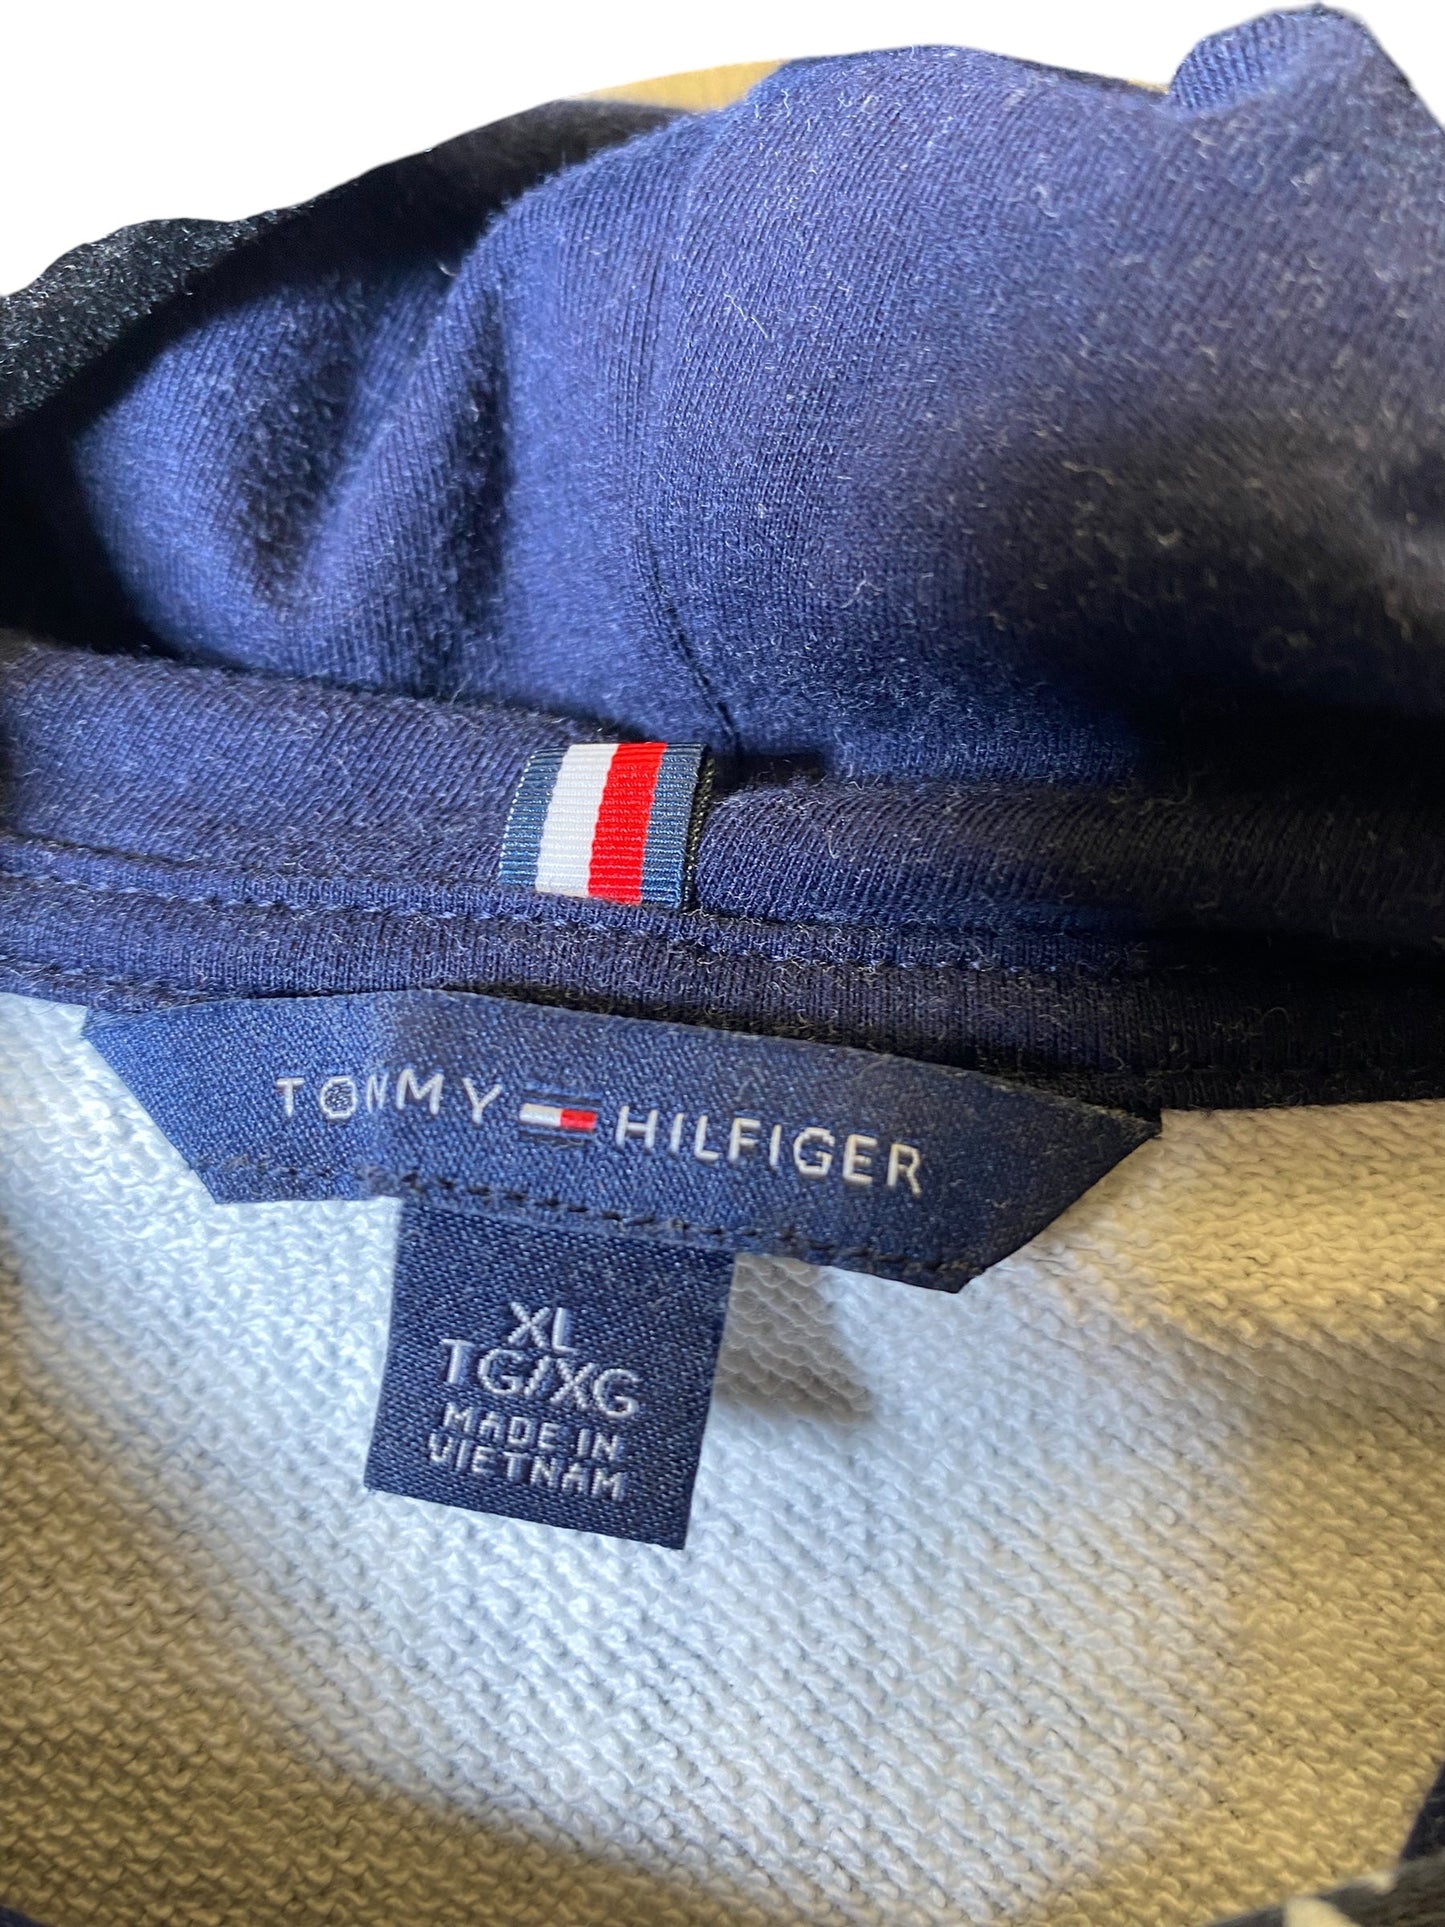 TOMMY HILFIGER
XL
TG/XG
MADE IN
VIETNAM